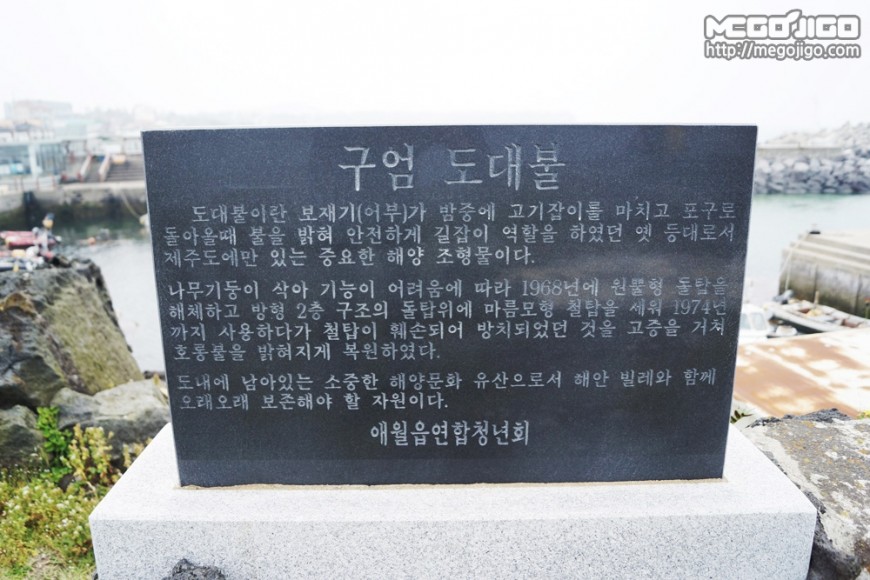 MEGOJIGO
http://megojigo.com
구엄 도대불
도대불이란 보재기(어부)가 밤중에 고기잡이를 마치고 포구로
돌아올때 불을 밝혀 안전하게 길잡이 역할을 하였던 옛 등대로서
제주도에만 있는 중요한 해양 조형물이다.
나무기둥이 삭아 기능이 어려움에 따라 1968년에 원뿔형 돌탑을
해체하고 방형 2층 구조의 돌탑위에 마름모형 철탑을 세워 1974년
까지 사용하다가 철탑이 훼손되어 방치되었던 것을 고증을 거쳐
호롱불을 밝혀지게 복원하였다.
도내에 남아있는 소중한 해양문화 유산으로서 해안 빌레와 함께
오래오래 보존해야 할 자원이다.
애월읍연합청년회